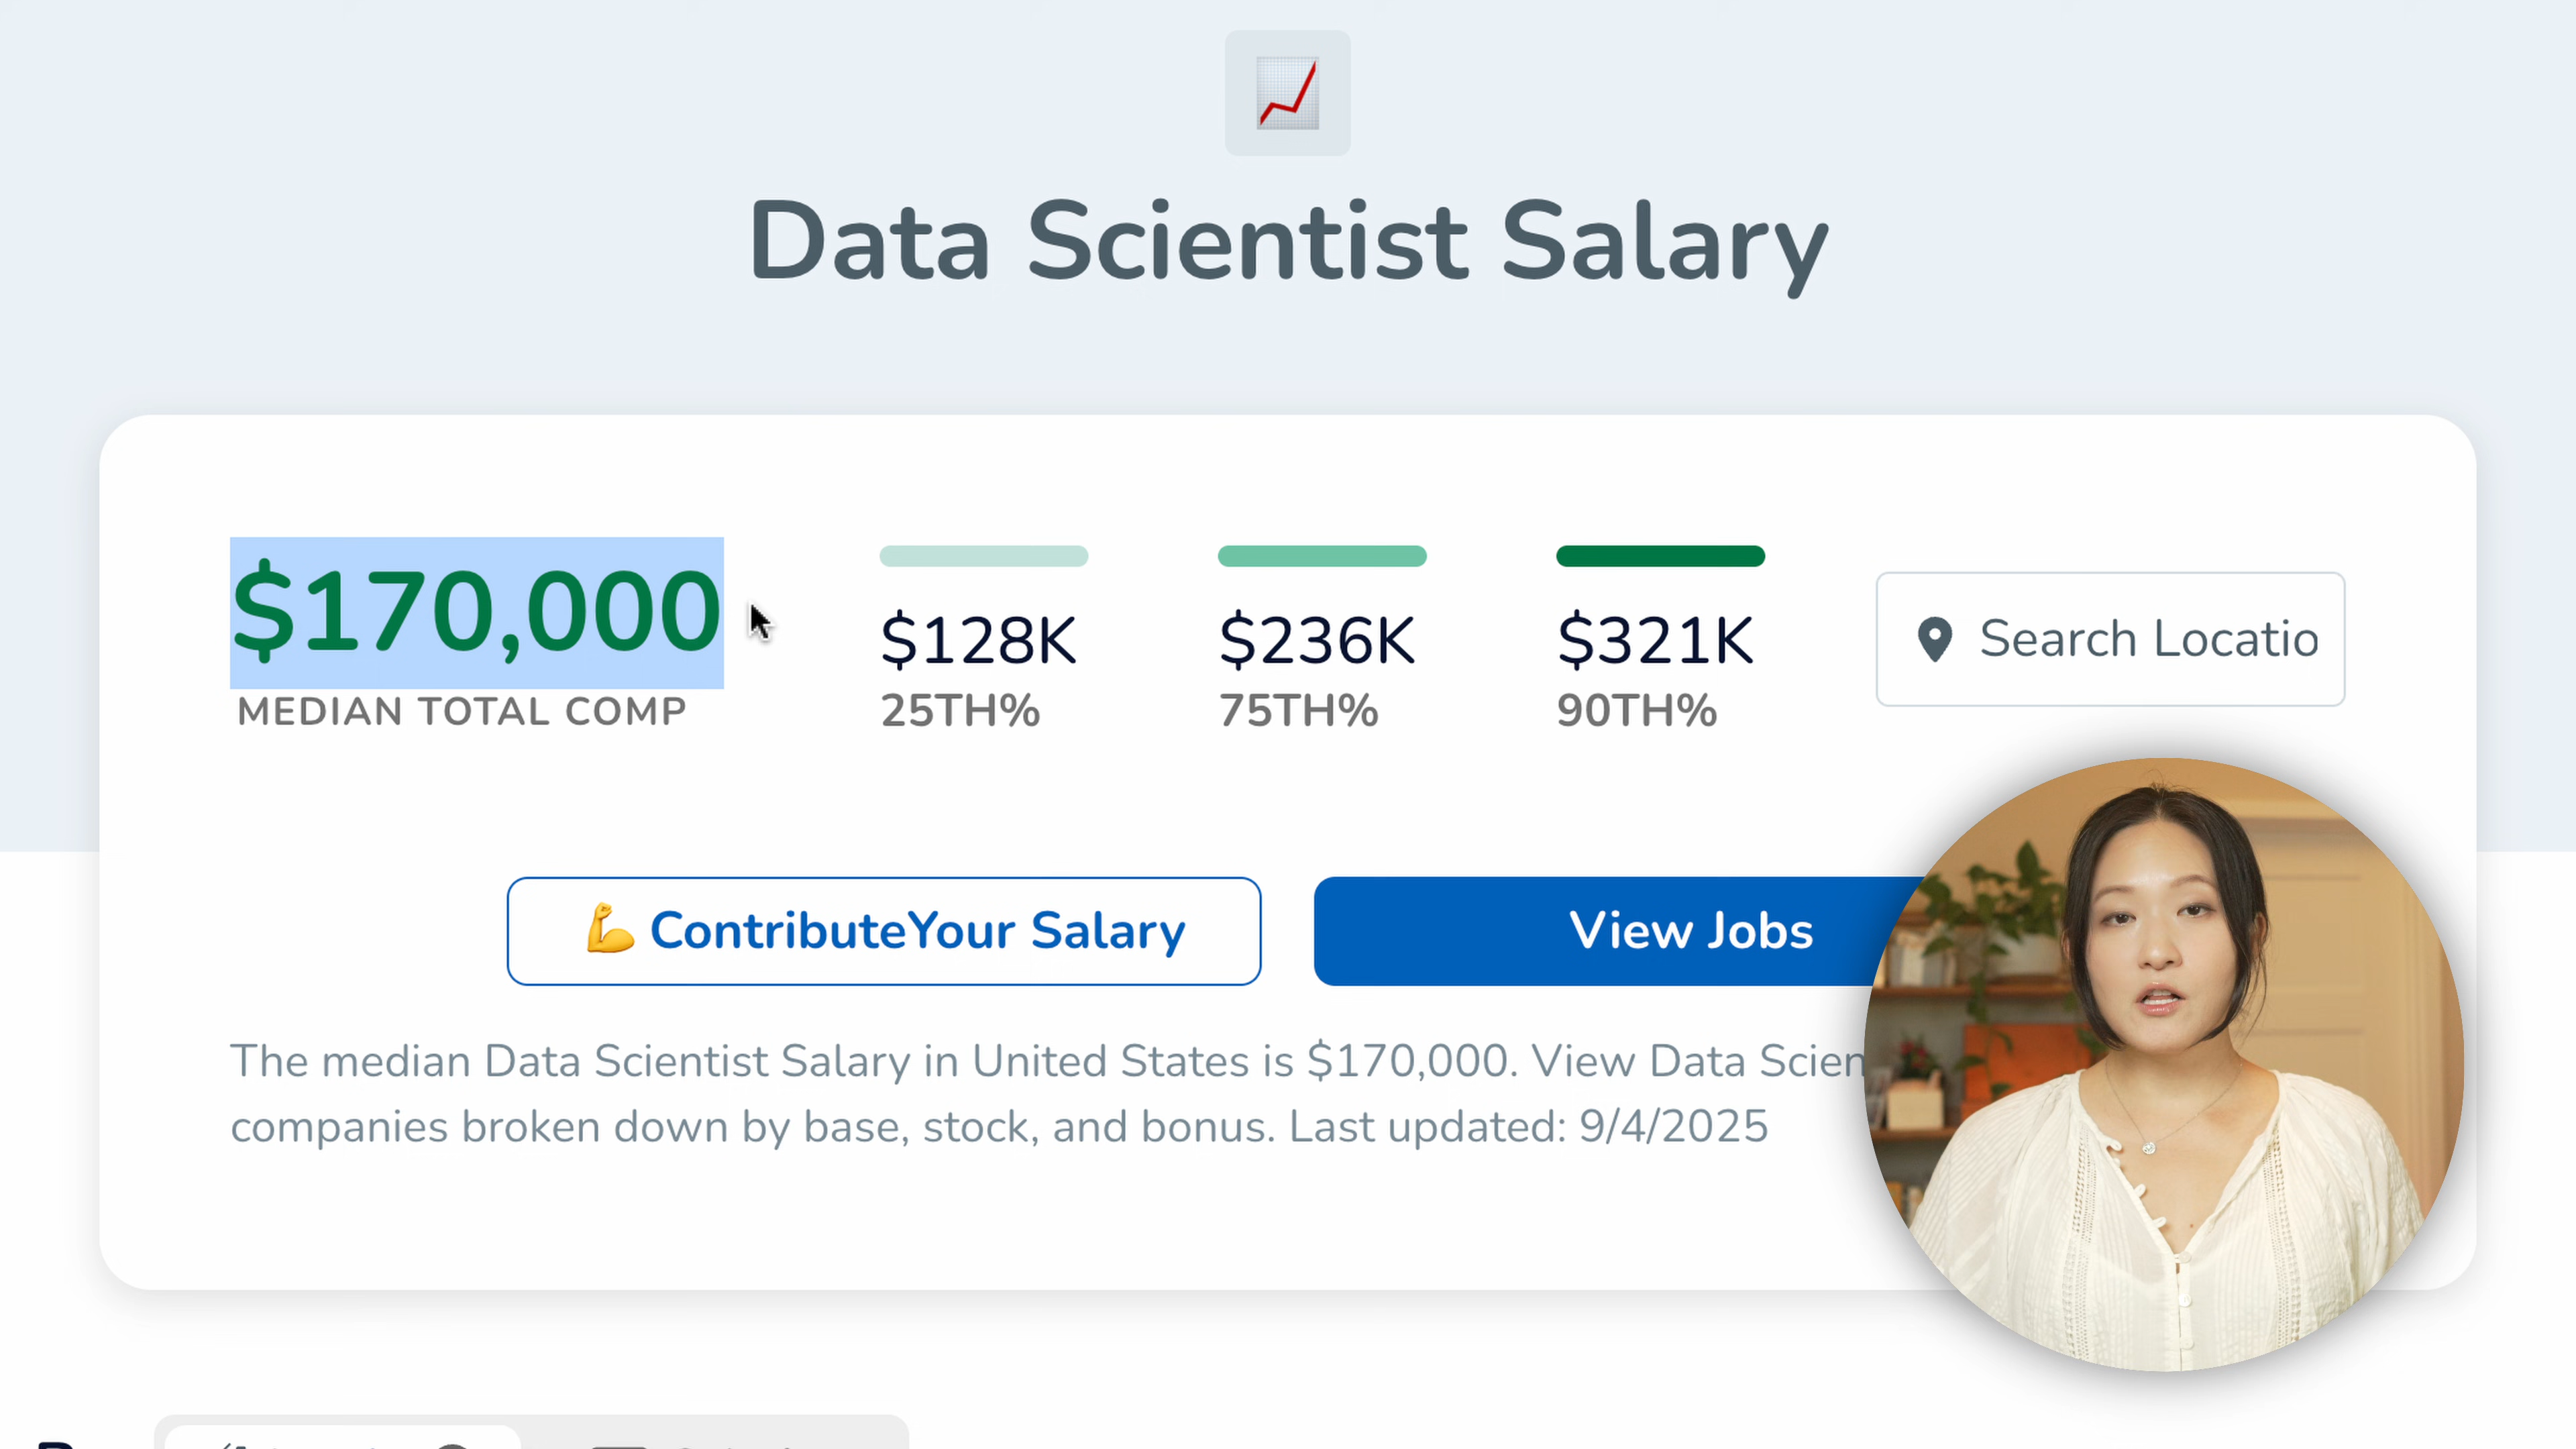 Data Scientist Salary
$170,000
MEDIAN TOTAL COMP
$128K
25TH%
$236K
75TH%
$321K
90TH%
Search Locatio
💪 ContributeYour Salary
View Jobs
The median Data Scientist Salary in United States is $170,000. View Data Scien
companies broken down by base, stock, and bonus. Last updated: 9/4/2025